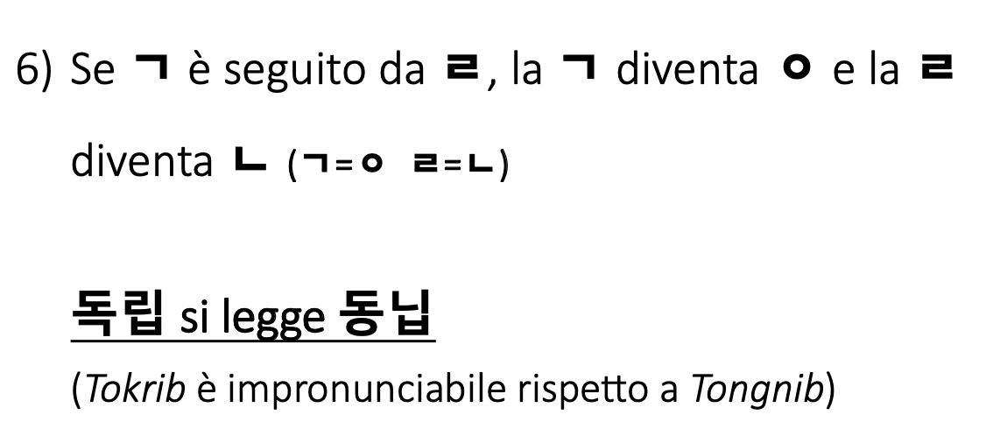 6) Se ㄱ è seguito da ㄹ, la ㄱ diventa ㅇ e la ㄹ
diventa ㄴ (ㄱ=ㅇ ㄹ=ㄴ)
독립 si legge 동닙
(Tokrib è impronunciabile rispetto a Tongnib)